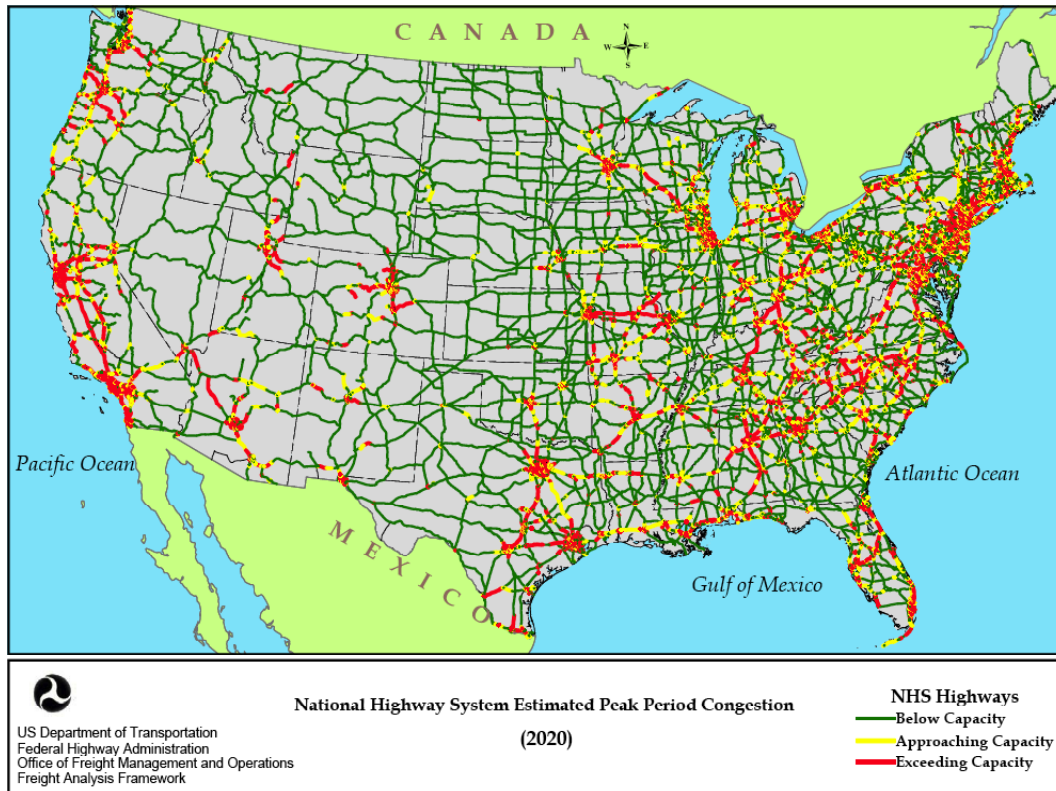 CANADA
N
W E
S
Pacific Ocean
Atlantic Ocean
MEXICO
Gulf of Mexico
US Department of Transportation
Federal Highway Administration
Office of Freight Management and Operations
Freight Analysis Framework
National Highway System Estimated Peak Period Congestion
(2020)
NHS Highways
Below Capacity
Approaching Capacity
Exceeding Capacity